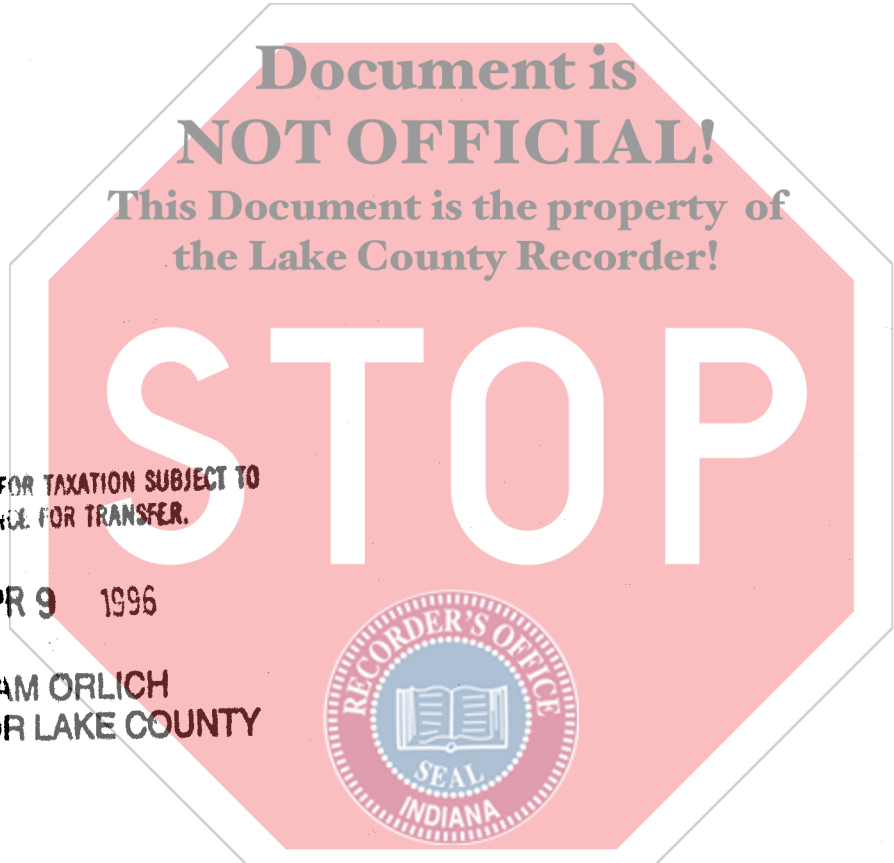 Document is
NOT OFFICIAL!
This Document is the property of
the Lake County Recorder!
STOP
FOR TAXATION SUBJECT TO
FOR TRANSFER.
9 1996
ORLICH
LAKE COUNTY
RECORDER'S OFFICE
SEAL
INDIANA